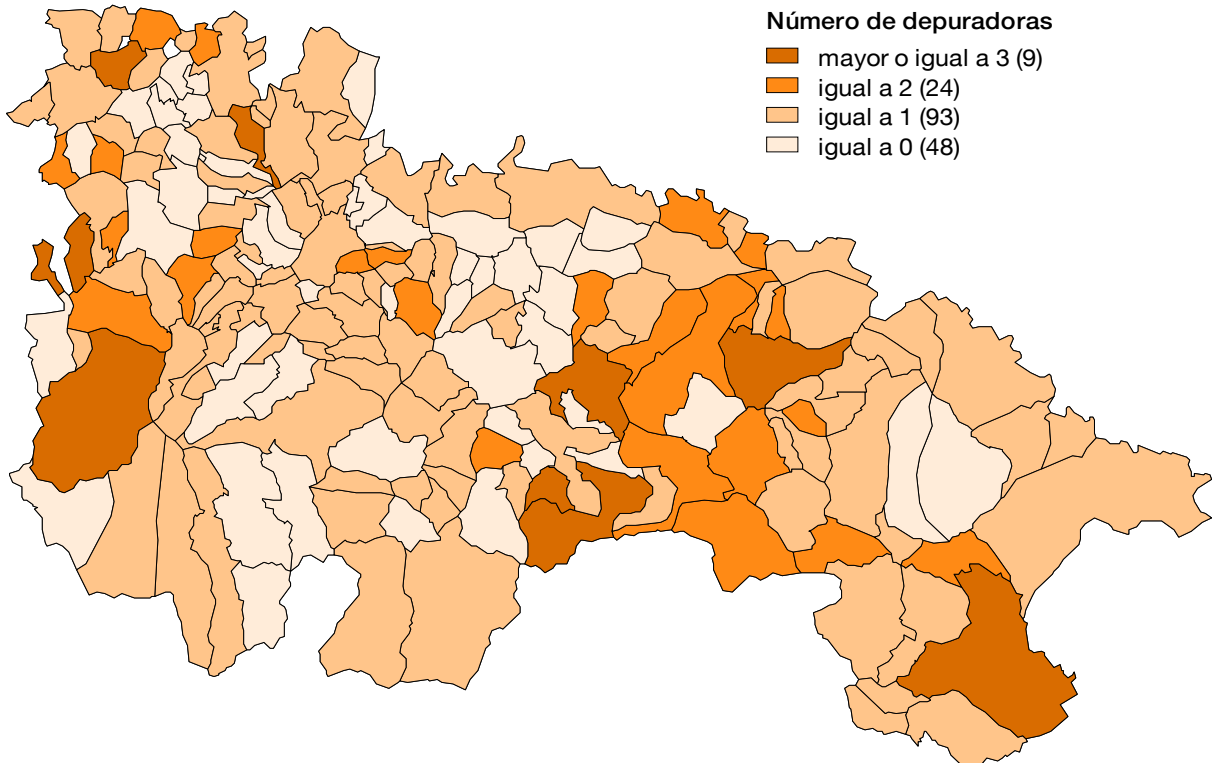 Número de depuradoras
mayor o igual a 3 (9)
igual a 2 (24)
igual a 1 (93)
igual a 0 (48)